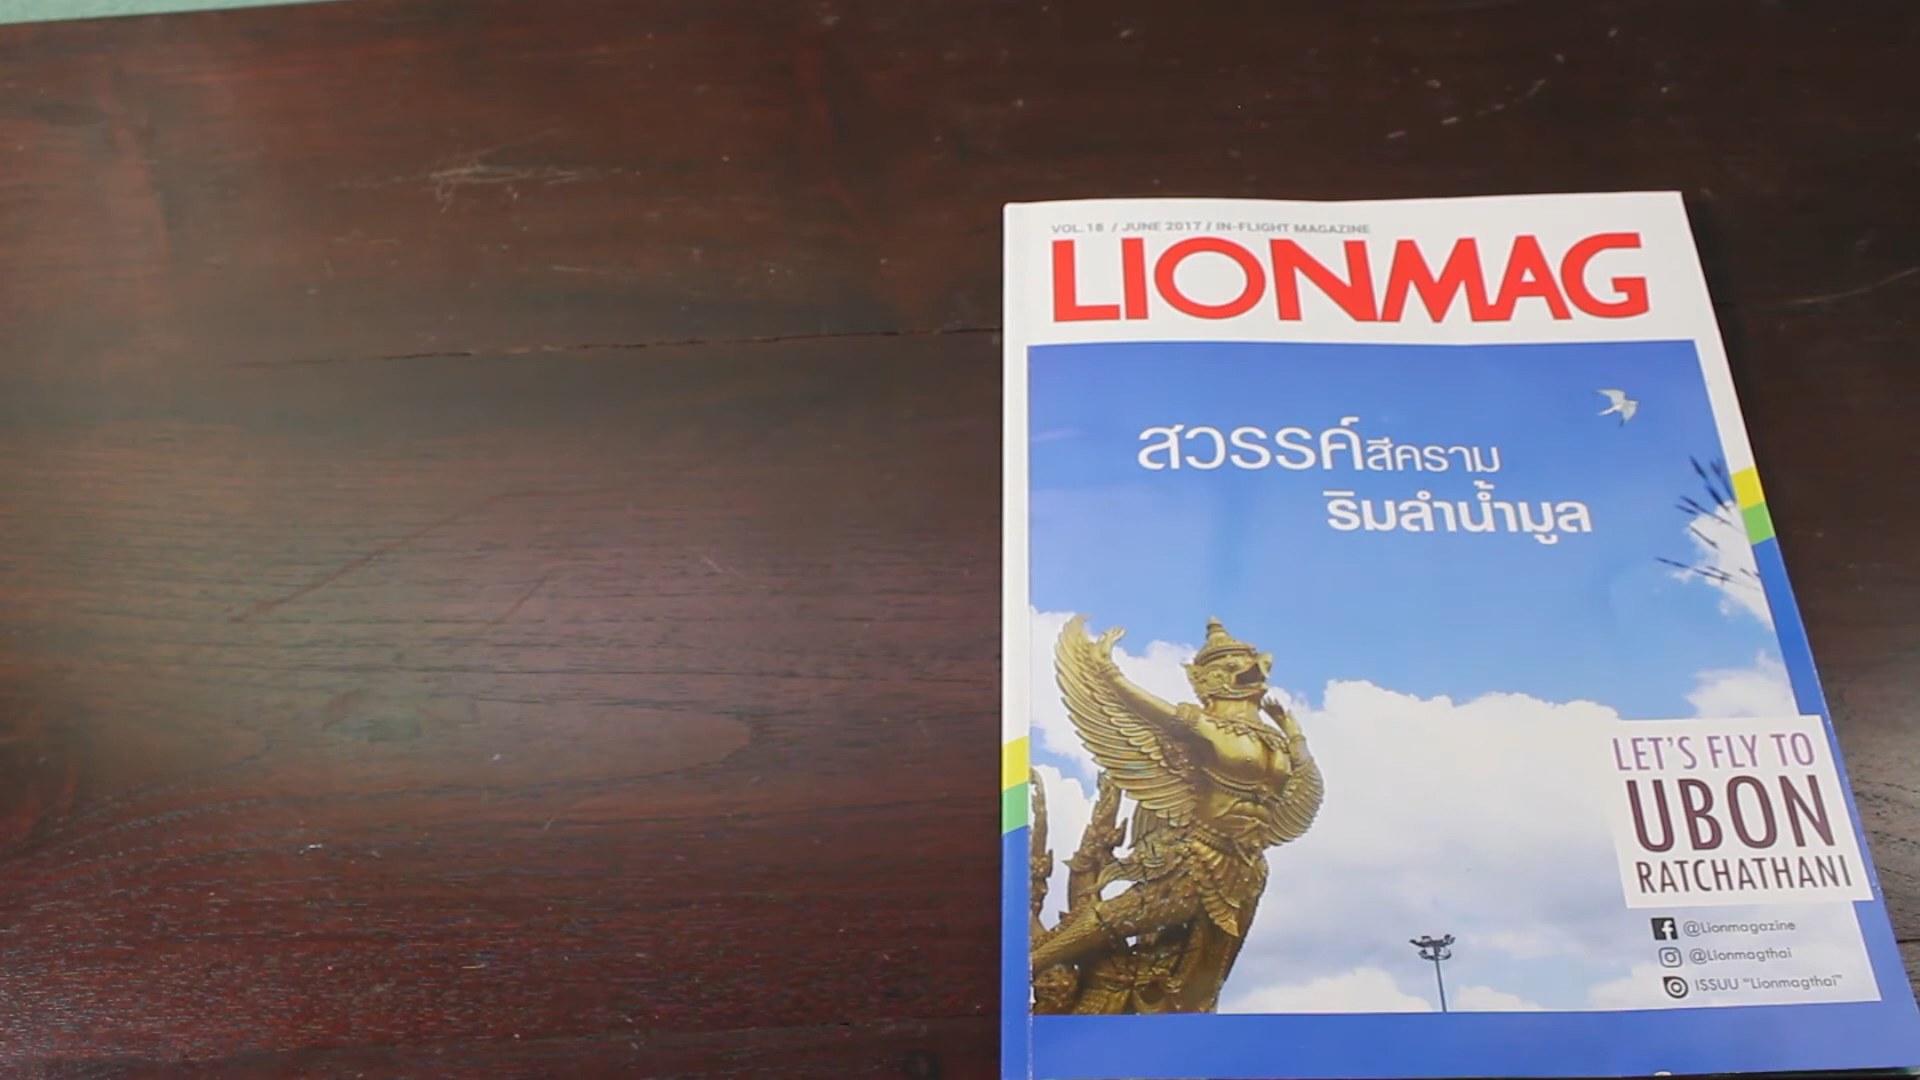 VOL.18 / JUNE 2017 / IN-FLIGHT MAGAZINE
LIONMAG
สวรรค์สีคราม
ริมลำน้ำมูล
LET'S FLY TO
UBON
RATCHATHANI
@Lionmagazine
@Lionmagthai
ISSUU "Lionmagthai"